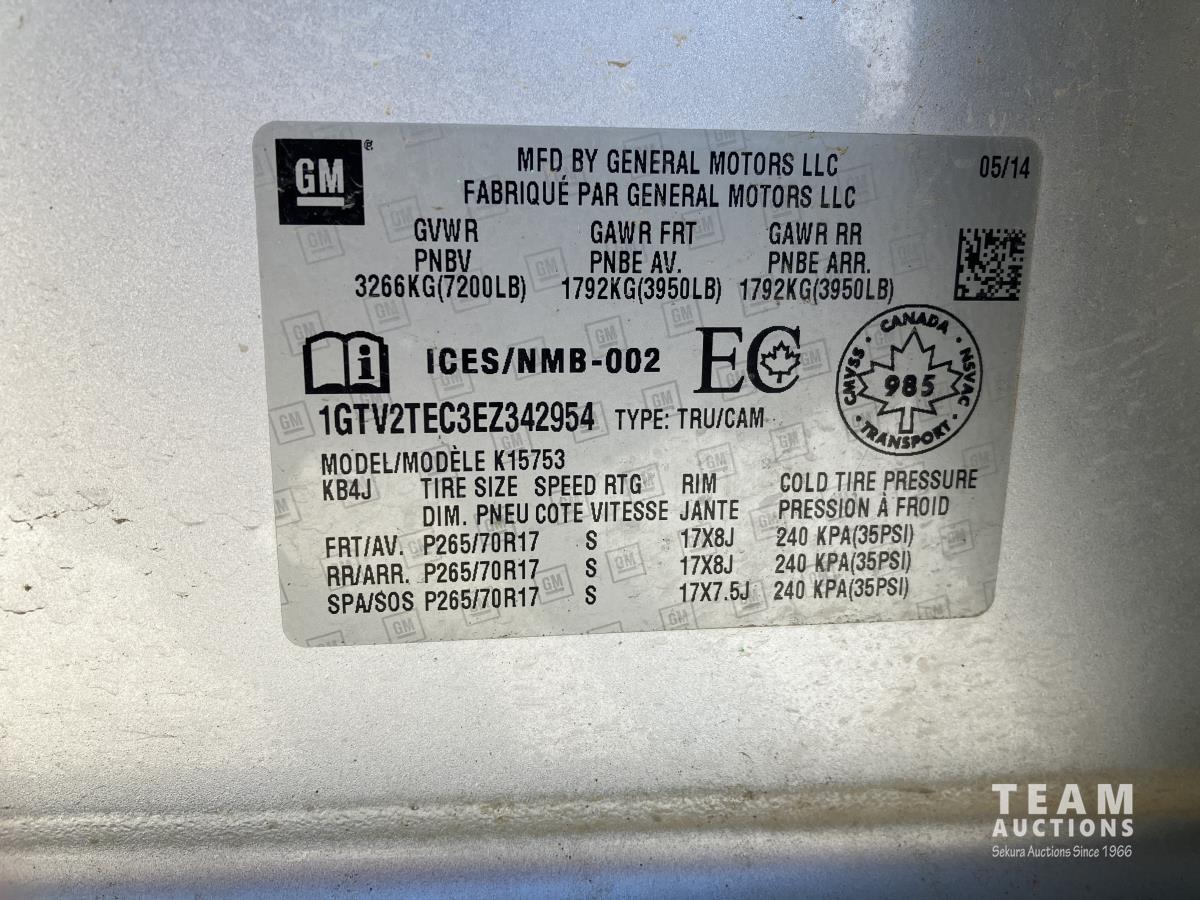 GM
MFD BY GENERAL MOTORS LLC
05/14
FABRIQUÉ PAR GENERAL MOTORS LLC
GVWR GAWR FRT GAWR RR
PNBV PNBE AV. PNBE ARR.
3266KG(7200LB) 1792KG(3950LB) 1792KG(3950LB)
ICES/NMB-002
EC
CANADA
CMVSS · NSVAC
985
TRANSPORT
1GTV2TEC3EZ342954 TYPE: TRU/CAM
MODEL/MODÈLE K15753
KB4J TIRE SIZE SPEED RTG RIM COLD TIRE PRESSURE
DIM. PNEU COTE VITESSE JANTE PRESSION À FROID
FRT/AV. P265/70R17 S 17X8J 240 KPA(35PSI)
RR/ARR. P265/70R17 S 17X8J 240 KPA(35PSI)
SPA/SOS P265/70R17 S 17X7.5J 240 KPA(35PSI)
TEAM
AUCTIONS
Sekura Auctions Since 1966